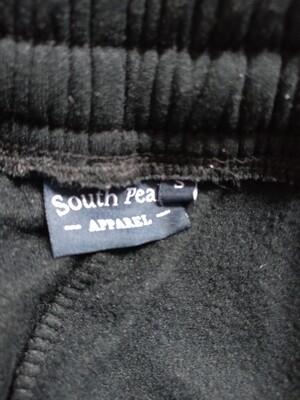 South Pea
— APPAREL —